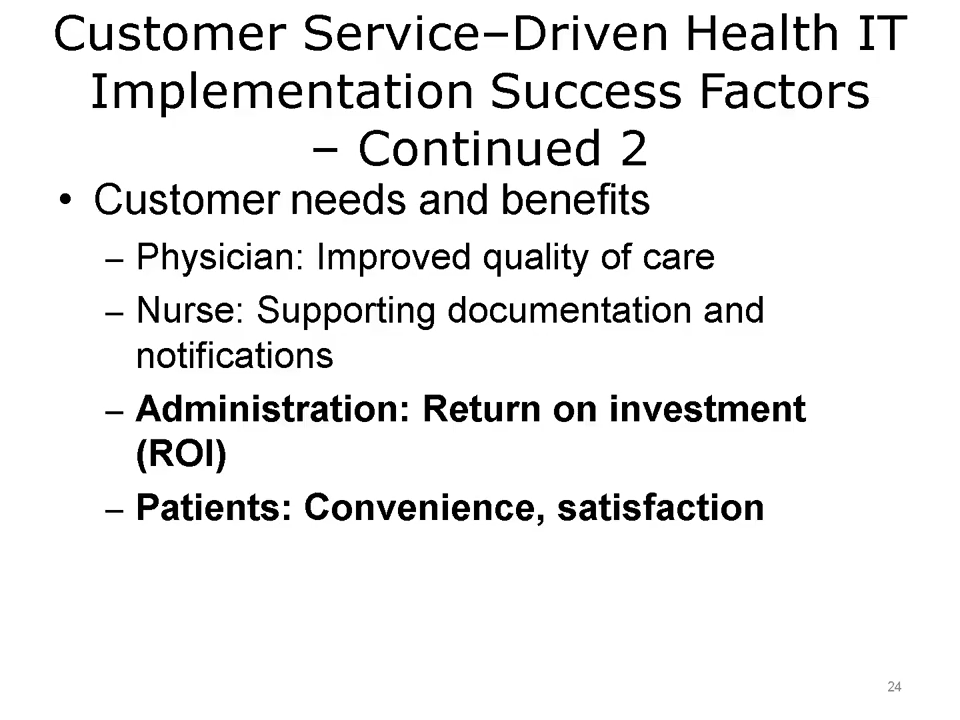 Customer Service–Driven Health IT
Implementation Success Factors
– Continued 2
• Customer needs and benefits
– Physician: Improved quality of care
– Nurse: Supporting documentation and
notifications
– Administration: Return on investment
(ROI)
– Patients: Convenience, satisfaction
24